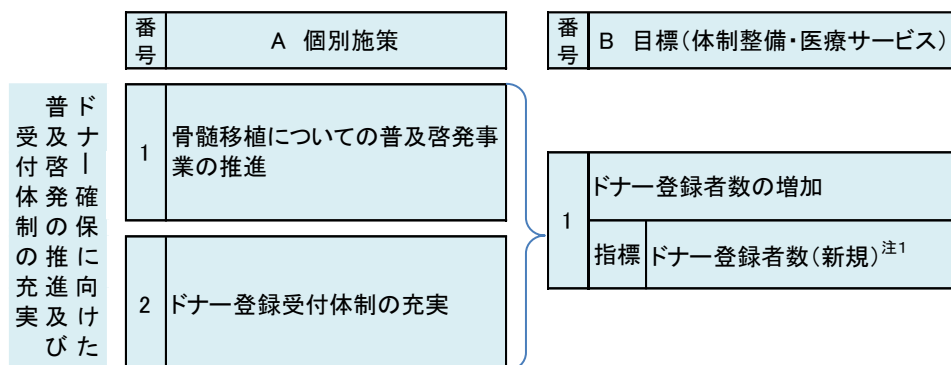 番号
A 個別施策
番号
B 目標(体制整備・医療サービス)
ドナー確保に向けた
普及啓発の推進及び
受付体制の充実
1
骨髄移植についての普及啓発事
業の推進
2
ドナー登録受付体制の充実
1
ドナー登録者数の増加
指標
ドナー登録者数(新規)注1